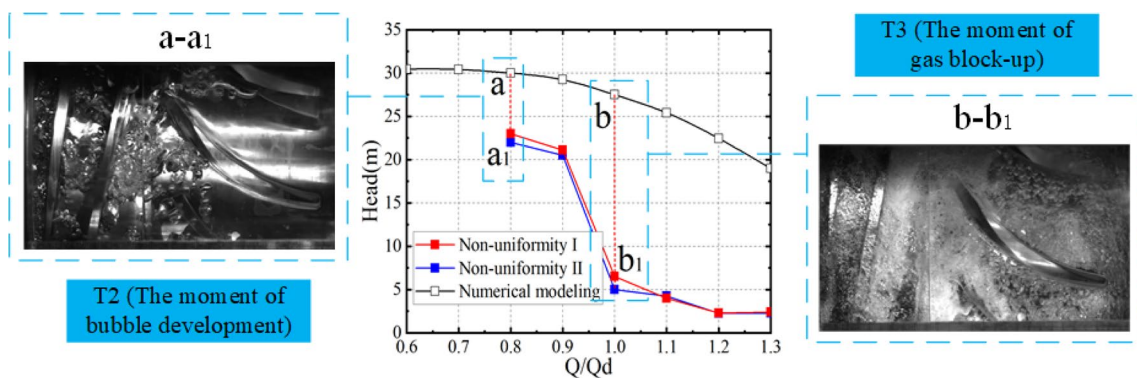 a-a1
T2 (The moment of
bubble development)
35
30
25
20
15
10
5
0
Head(m)
a
a1
b
b1
Non-uniformity I
Non-uniformity II
Numerical modeling
0.6 0.7 0.8 0.9 1.0 1.1 1.2 1.3
Q/Qd
T3 (The moment of
gas block-up)
b-b1